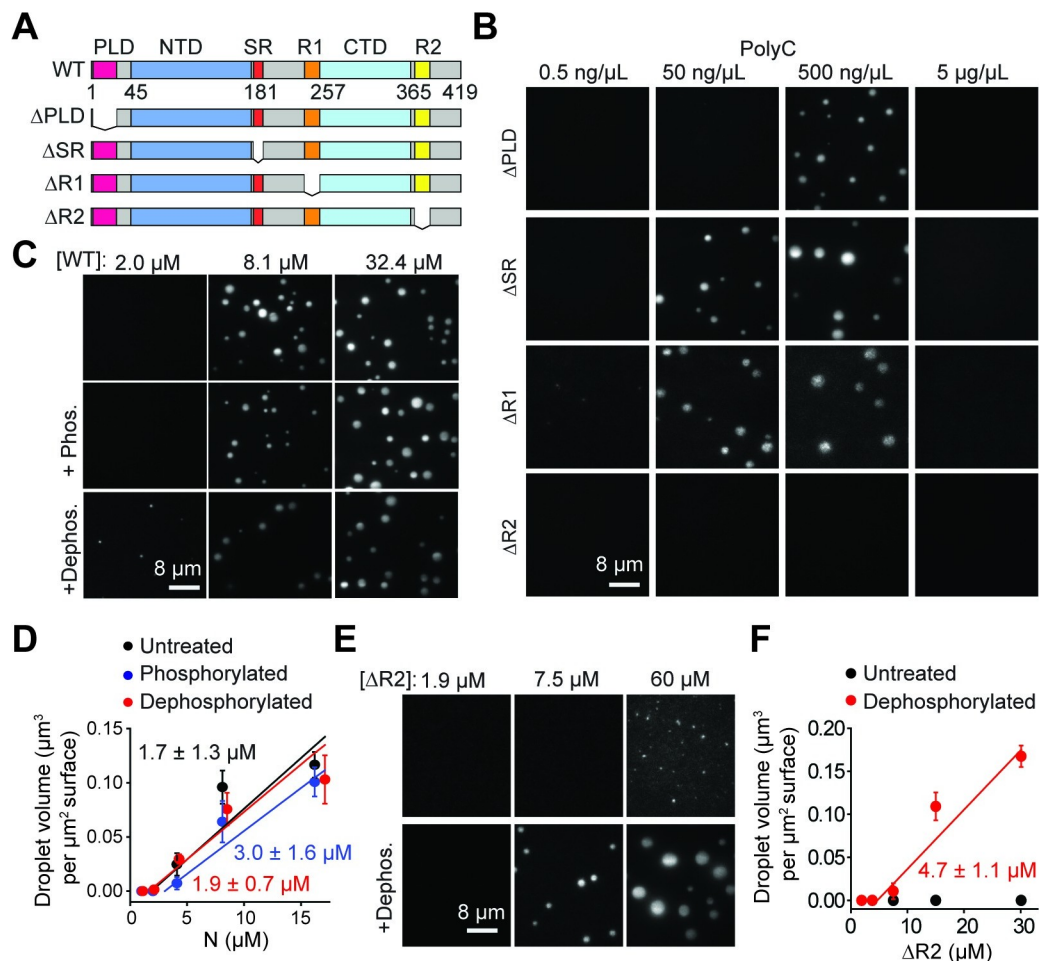 A
PLD NTD SR R1 CTD R2
WT
1 45 181 257 365 419
ΔPLD
ΔSR
ΔR1
ΔR2
B
PolyC
0.5 ng/µL 50 ng/µL 500 ng/µL 5 µg/µL
ΔPLD
ΔSR
ΔR1
ΔR2
8 µm
C
[WT]: 2.0 µM 8.1 µM 32.4 µM
+ Phos.
+Dephos.
8 µm
D
Untreated
Phosphorylated
Dephosphorylated
Droplet volume (µm³
per µm² surface)
0.15
0.10
0.05
0.00
1.7 ± 1.3 µM
3.0 ± 1.6 µM
1.9 ± 0.7 µM
0 5 10 15
N (µM)
E
[ΔR2]: 1.9 µM 7.5 µM 60 µM
+Dephos.
8 µm
F
Untreated
Dephosphorylated
Droplet volume (µm³
per µm² surface)
0.20
0.15
0.10
0.05
0.00
4.7 ± 1.1 µM
0 10 20 30
ΔR2 (µM)